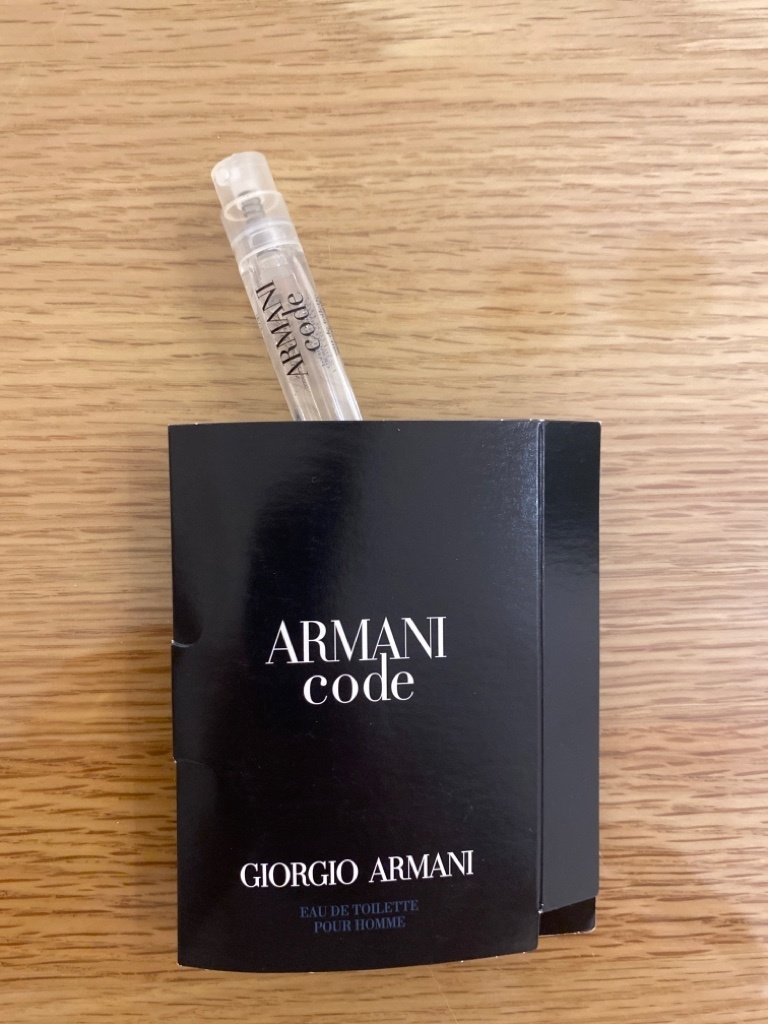 ARMANI
code
ARMANI
code
GIORGIO ARMANI
EAU DE TOILETTE
POUR HOMME